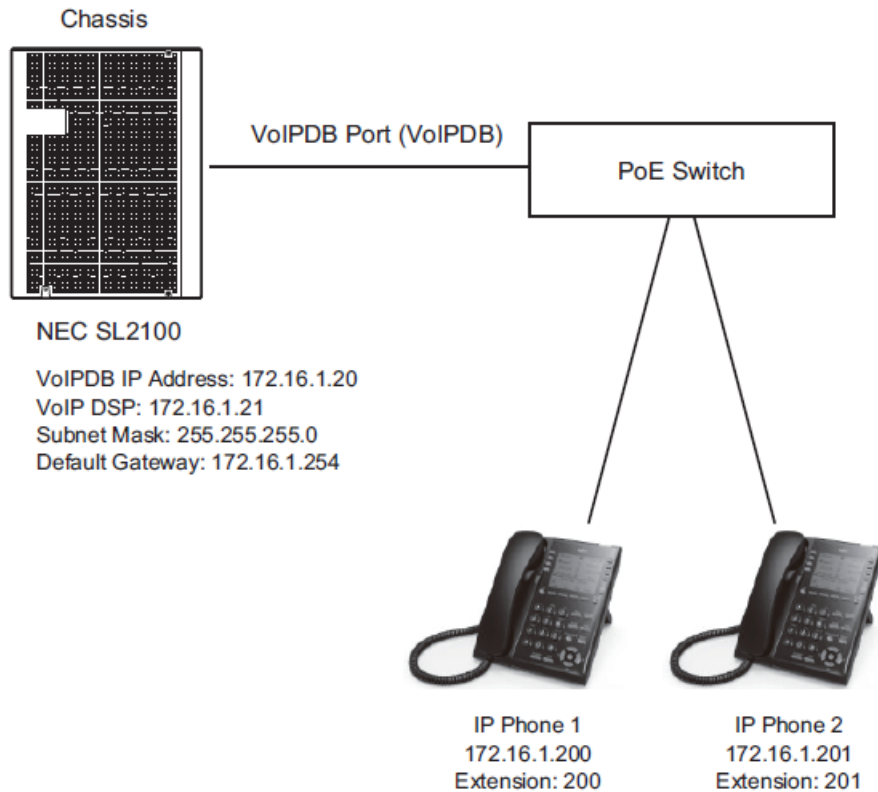 Chassis
VoIPDB Port (VoIPDB)
PoE Switch
NEC SL2100
VoIPDB IP Address: 172.16.1.20
VoIP DSP: 172.16.1.21
Subnet Mask: 255.255.255.0
Default Gateway: 172.16.1.254
IP Phone 1
172.16.1.200
Extension: 200
IP Phone 2
172.16.1.201
Extension: 201